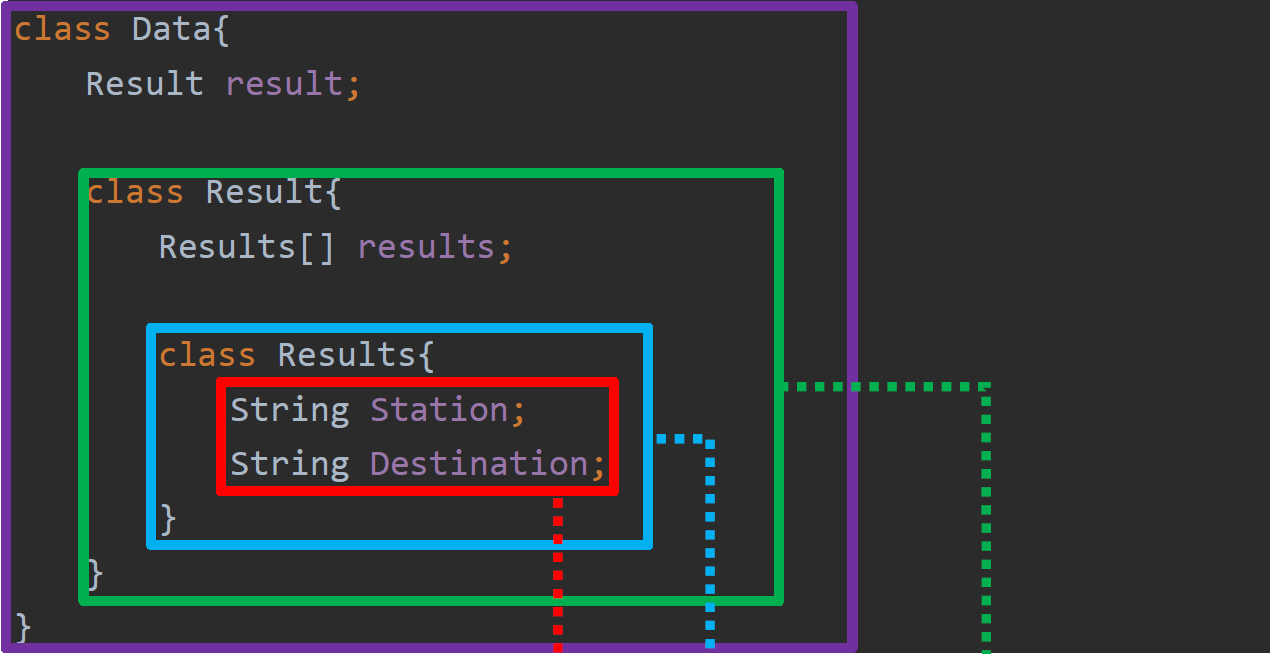 class Data{
Result result;
class Result{
Results[] results;
class Results{
String Station;
String Destination;
}
}
}